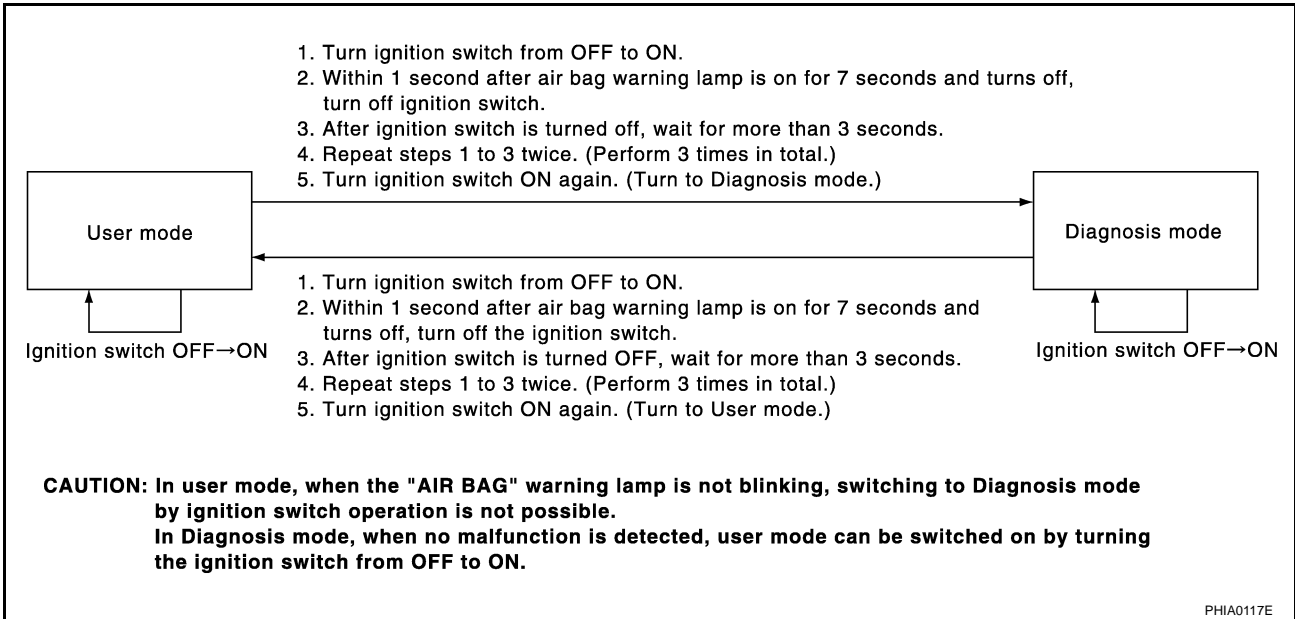 1. Turn ignition switch from OFF to ON.
2. Within 1 second after air bag warning lamp is on for 7 seconds and turns off,
turn off ignition switch.
3. After ignition switch is turned off, wait for more than 3 seconds.
4. Repeat steps 1 to 3 twice. (Perform 3 times in total.)
5. Turn ignition switch ON again. (Turn to Diagnosis mode.)
User mode
Diagnosis mode
Ignition switch OFF→ON
1. Turn ignition switch from OFF to ON.
2. Within 1 second after air bag warning lamp is on for 7 seconds and
turns off, turn off the ignition switch.
3. After ignition switch is turned OFF, wait for more than 3 seconds.
4. Repeat steps 1 to 3 twice. (Perform 3 times in total.)
5. Turn ignition switch ON again. (Turn to User mode.)
Ignition switch OFF→ON
CAUTION: In user mode, when the "AIR BAG" warning lamp is not blinking, switching to Diagnosis mode
by ignition switch operation is not possible.
In Diagnosis mode, when no malfunction is detected, user mode can be switched on by turning
the ignition switch from OFF to ON.
PHIA0117E